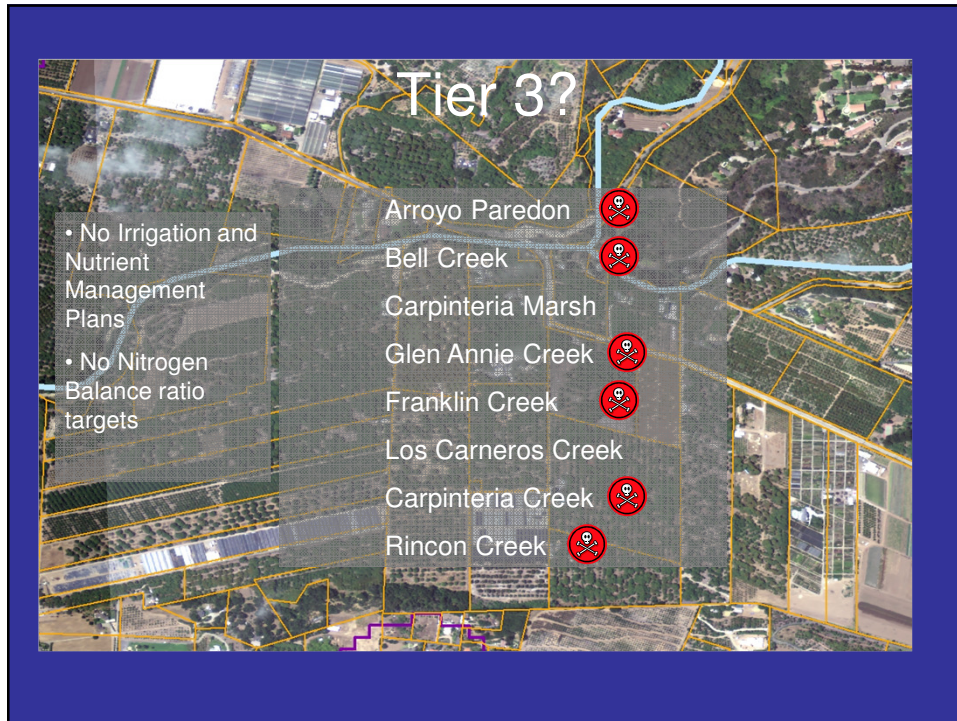 Tier 3?
• No Irrigation and
Nutrient
Management
Plans
• No Nitrogen
Balance ratio
targets
Arroyo Paredon
Bell Creek
Carpinteria Marsh
Glen Annie Creek
Franklin Creek
Los Carneros Creek
Carpinteria Creek
Rincon Creek